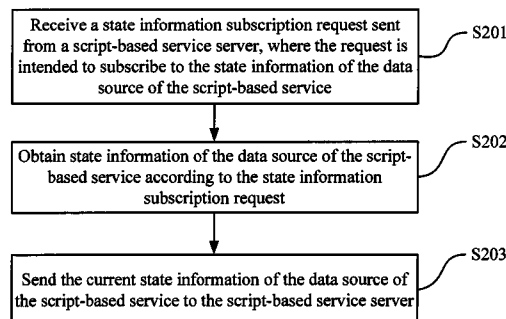 Receive a state information subscription request sent
from a script-based service server, where the request is
intended to subscribe to the state information of the data
source of the script-based service
S201
Obtain state information of the data source of the script-
based service according to the state information
subscription request
S202
Send the current state information of the data source of
the script-based service to the script-based service server
S203